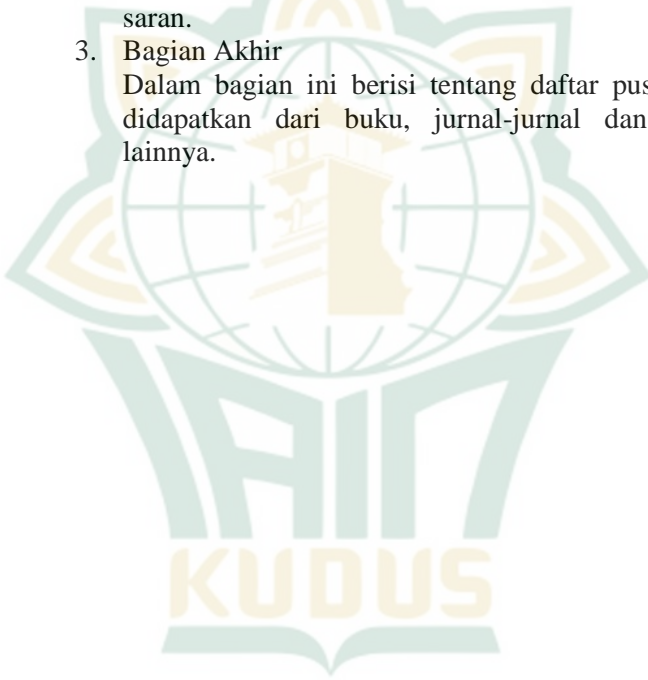 saran.
3. Bagian Akhir
Dalam bagian ini berisi tentang daftar
didapatkan dari buku, jurnal-jurnal dan
lainnya.
IAIN
KUDUS